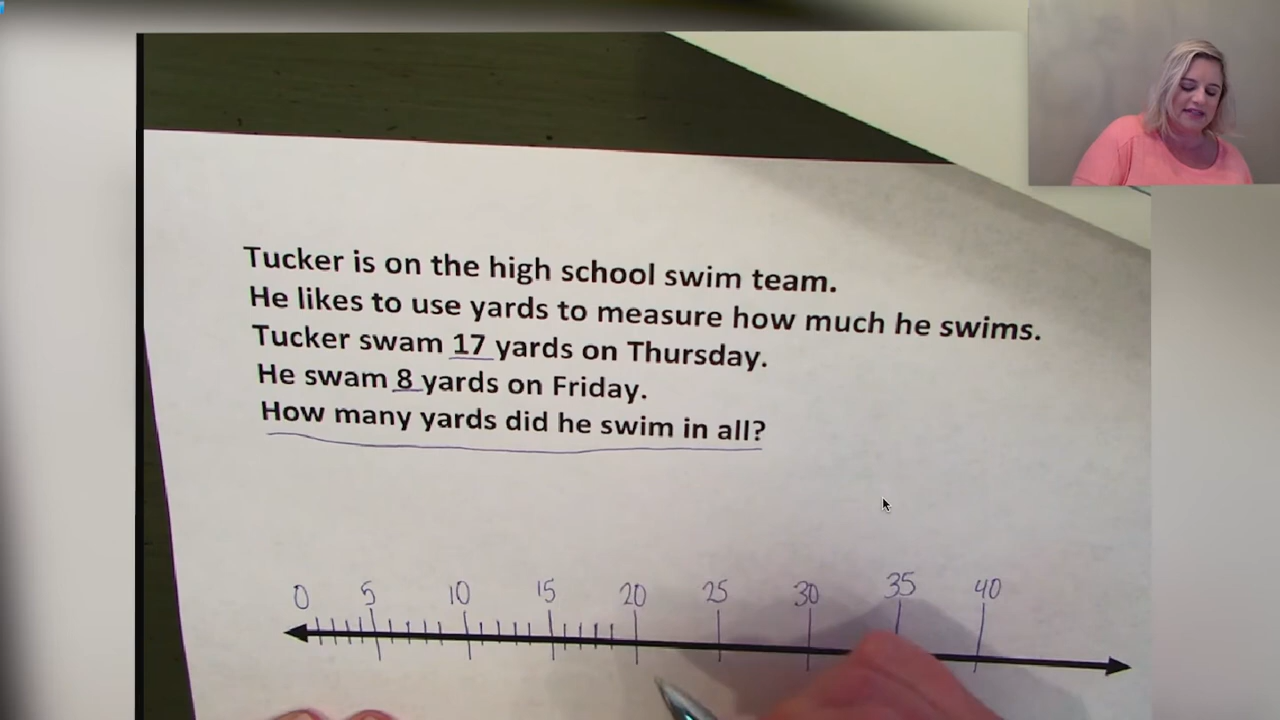 Tucker is on the high school swim team.
He likes to use yards to measure how much he swims.
Tucker swam 17 yards on Thursday.
He swam 8 yards on Friday.
How many yards did he swim in all?
0 5 10 15 20 25 30 35 40